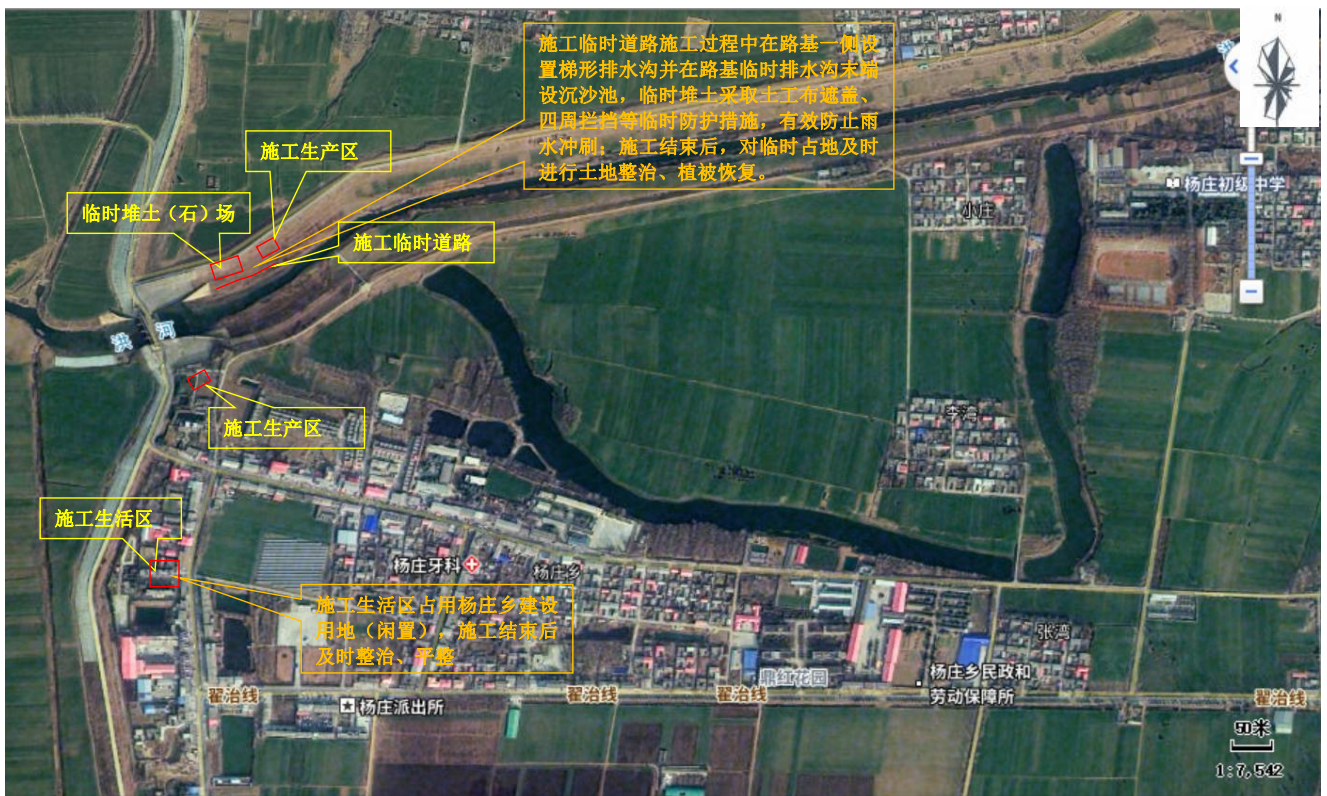 N
施工临时道路施工过程中在路基一侧设
置梯形排水沟并在路基临时排水沟末端
设沉沙池，临时堆土采取土工布遮盖、
四周拦挡等临时防护措施，有效防止雨
水冲刷；施工结束后，对临时占地及时
进行土地整治、植被恢复。
施工生产区
临时堆土（石）场
施工临时道路
杨庄初级中学
小庄
洪河
施工生产区
李湾
施工生活区
杨庄牙科
杨庄乡
施工生活区占用杨庄乡建设
用地（闲置），施工结束后
及时整治、平整
张湾
鼎红花园
杨庄乡民政和
劳动保障所
翟治线
翟治线
翟治线
翟治线
杨庄派出所
50米
1:7,542